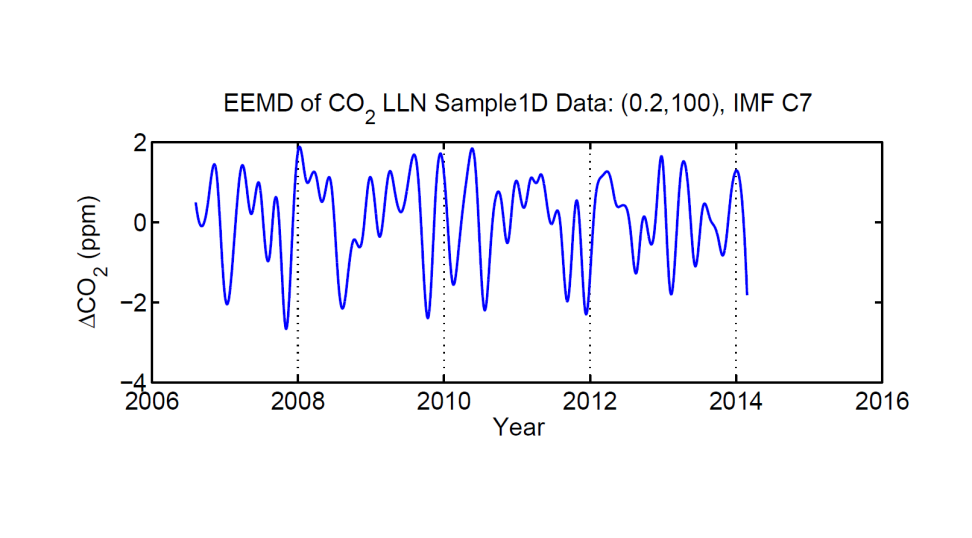 EEMD of CO₂ LLN Sample1D Data: (0.2,100), IMF C7
ΔCO₂ (ppm)
2
0
−2
−4
2006 2008 2010 2012 2014 2016
Year